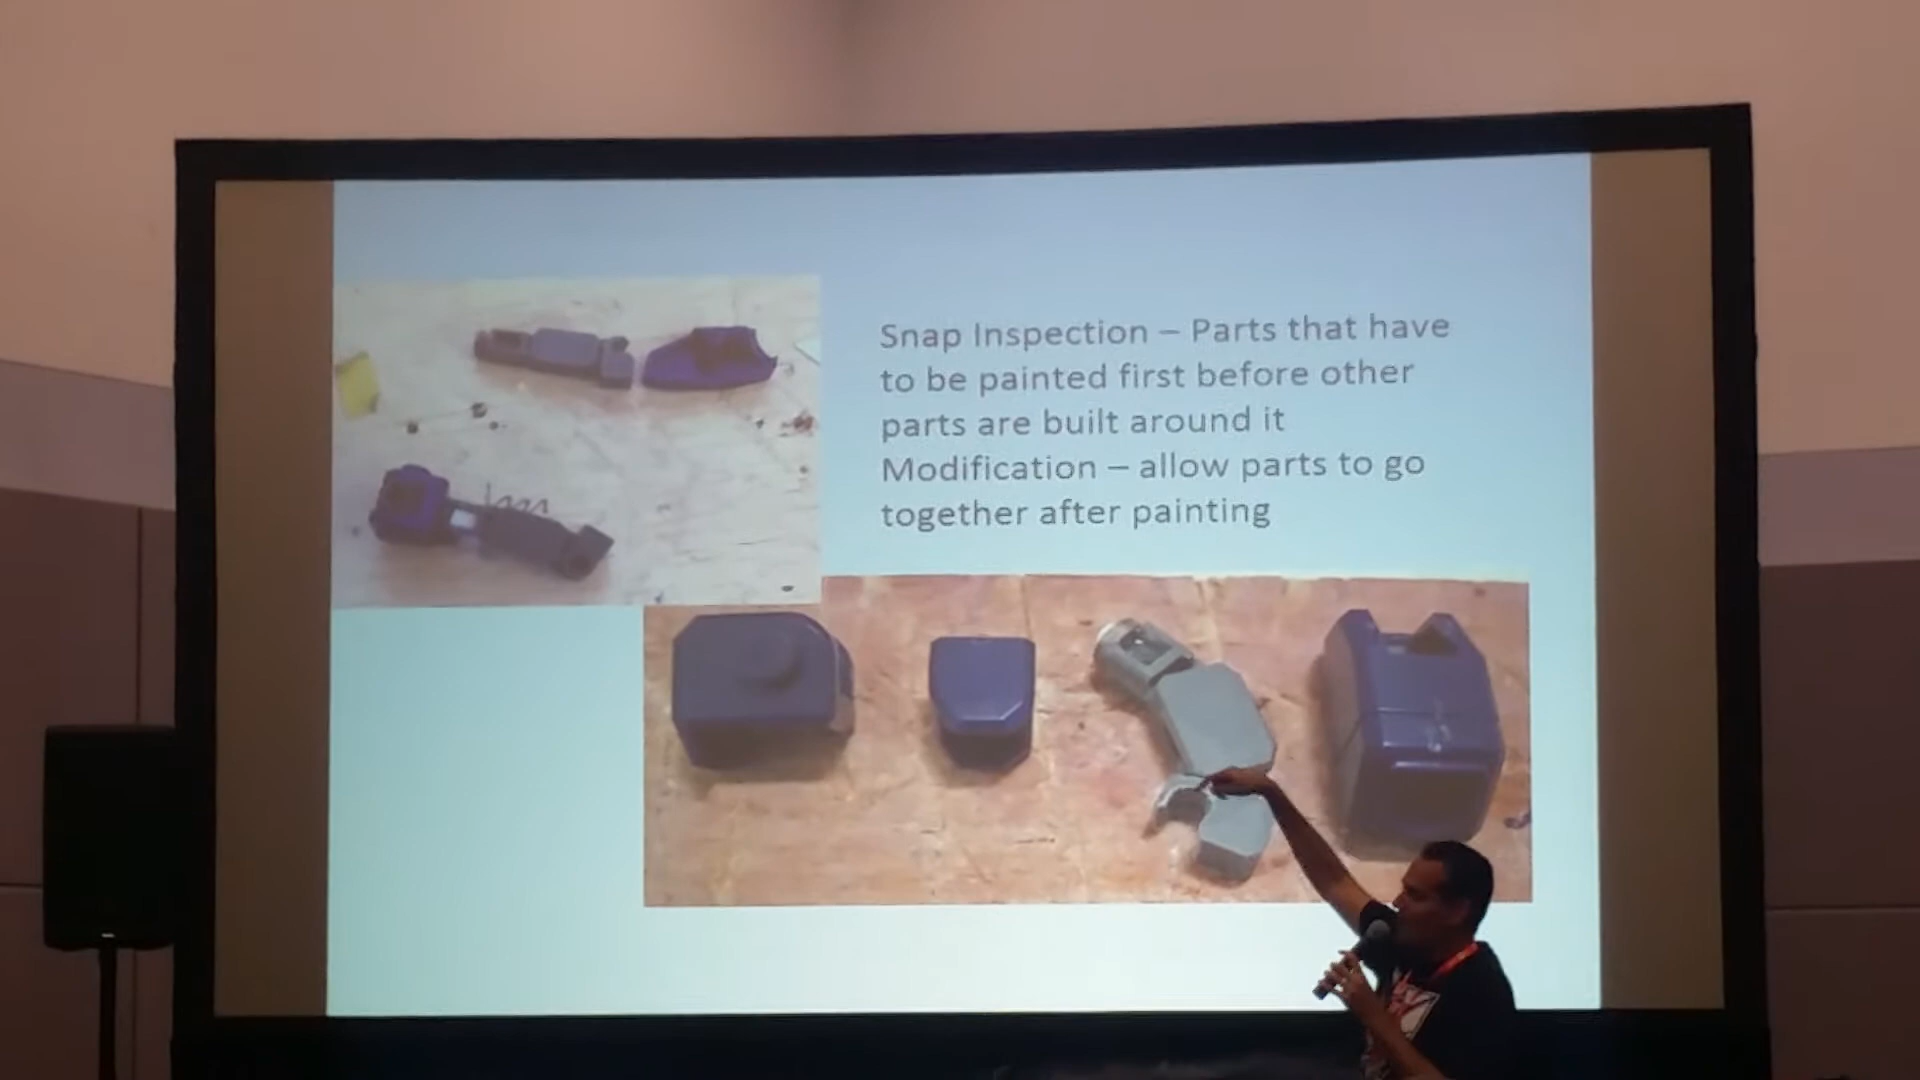 Snap Inspection – Parts that have
to be painted first before other
parts are built around it
Modification – allow parts to go
together after painting